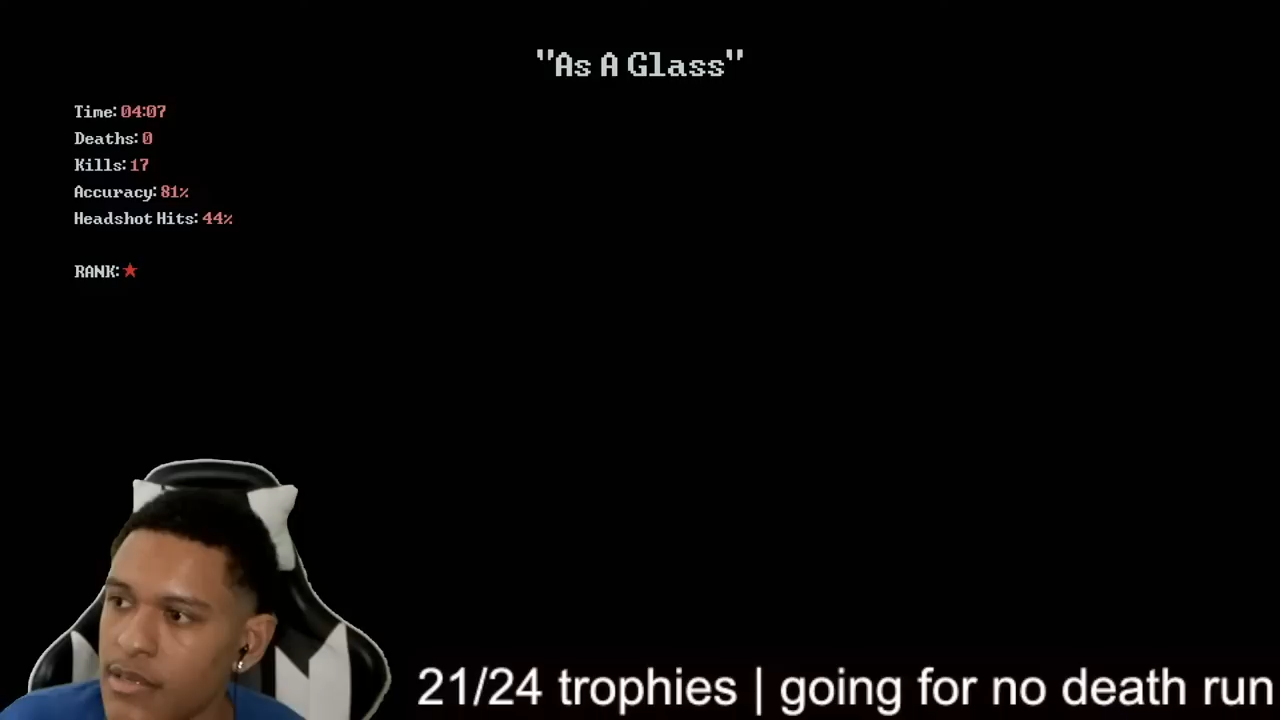 "As A Glass"
Time: 04:07
Deaths: 0
Kills: 17
Accuracy: 81%
Headshot Hits: 44%
RANK: ★
21/24 trophies | going for no death run